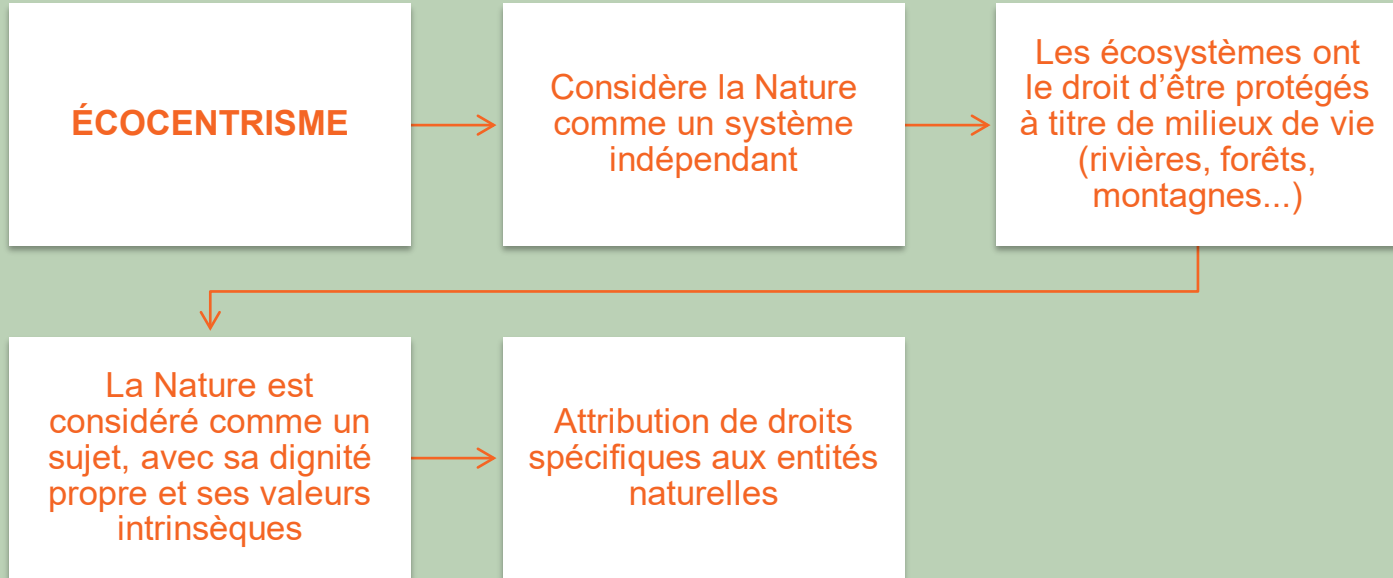 ÉCOCENTRISME
Considère la Nature
comme un système
indépendant
Les écosystèmes ont
le droit d’être protégés
à titre de milieux de vie
(rivières, forêts,
montagnes...)
La Nature est
considéré comme un
sujet, avec sa dignité
propre et ses valeurs
intrinsèques
Attribution de droits
spécifiques aux entités
naturelles